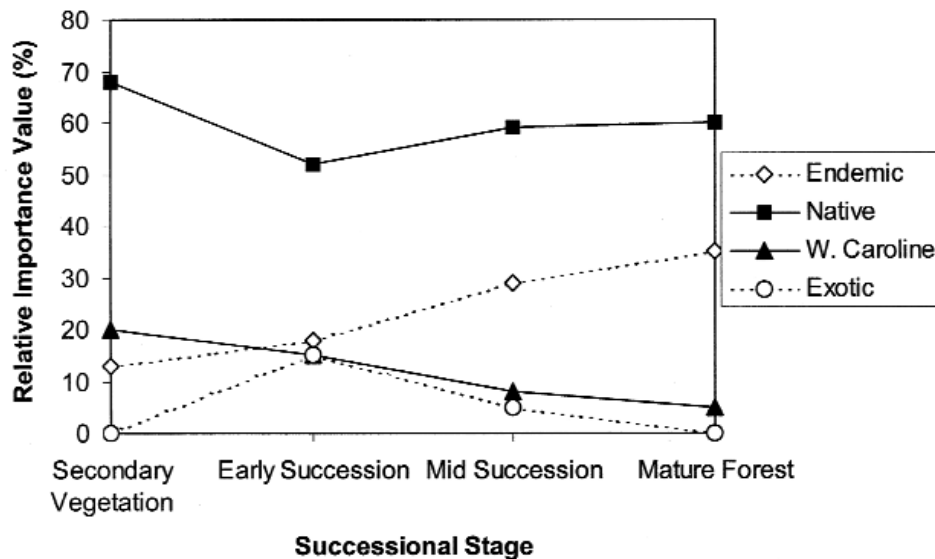 Relative Importance Value (%)
80
70
60
50
40
30
20
10
0
Secondary
Vegetation
Early Succession
Mid Succession
Mature Forest
Successional Stage
Endemic
Native
W. Caroline
Exotic